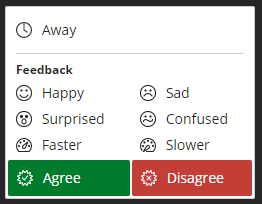 Away
Feedback
Happy Sad
Surprised Confused
Faster Slower
Agree Disagree